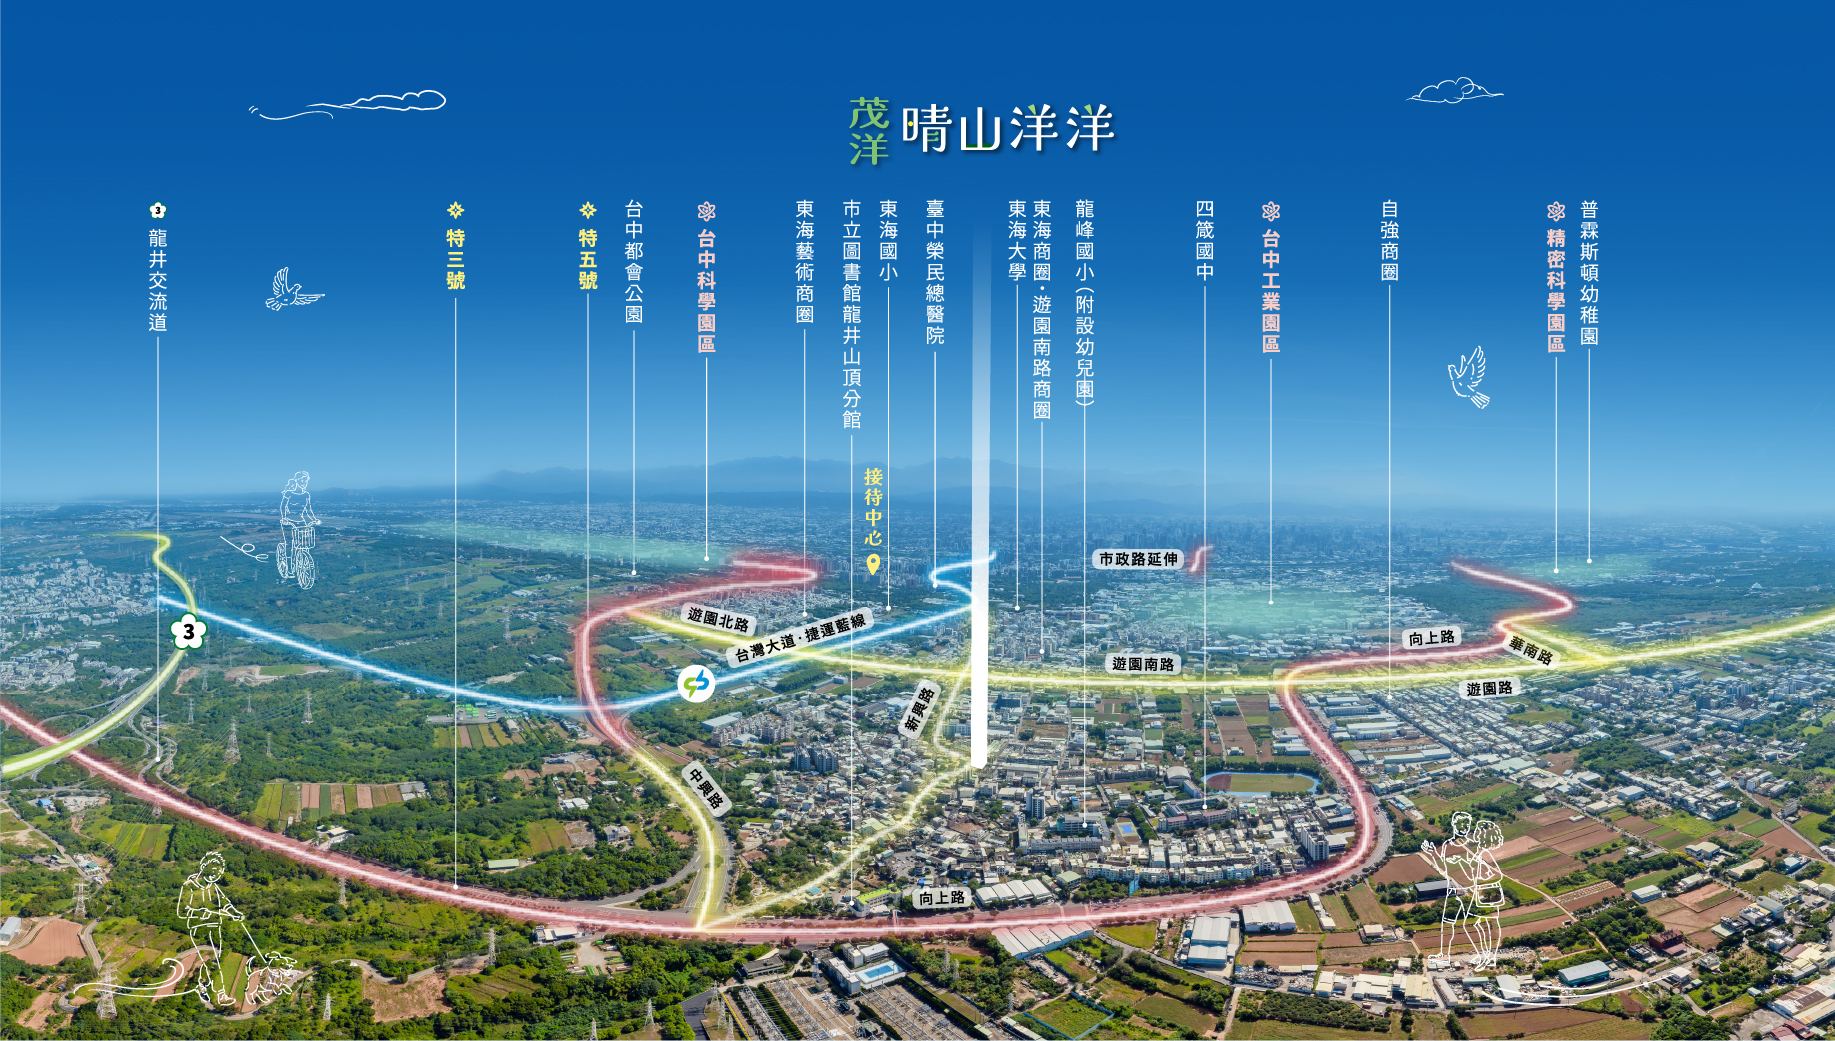 茂洋
晴山洋洋
3
龍井交流道
特三號
特五號
台中都會公園
台中科學園區
東海藝術商圈
市立圖書館龍井山頂分館
東海國小
臺中榮民總醫院
東海大學
東海商圈・遊園南路商圈
龍峰國小(附設幼兒園)
四箴國中
台中工業園區
自強商圈
精密科學園區
普霖斯頓幼稚園
接待中心
市政路延伸
3
遊園北路
台灣大道・捷運藍線
遊園南路
向上路
華南路
遊園路
新興路
中興路
向上路